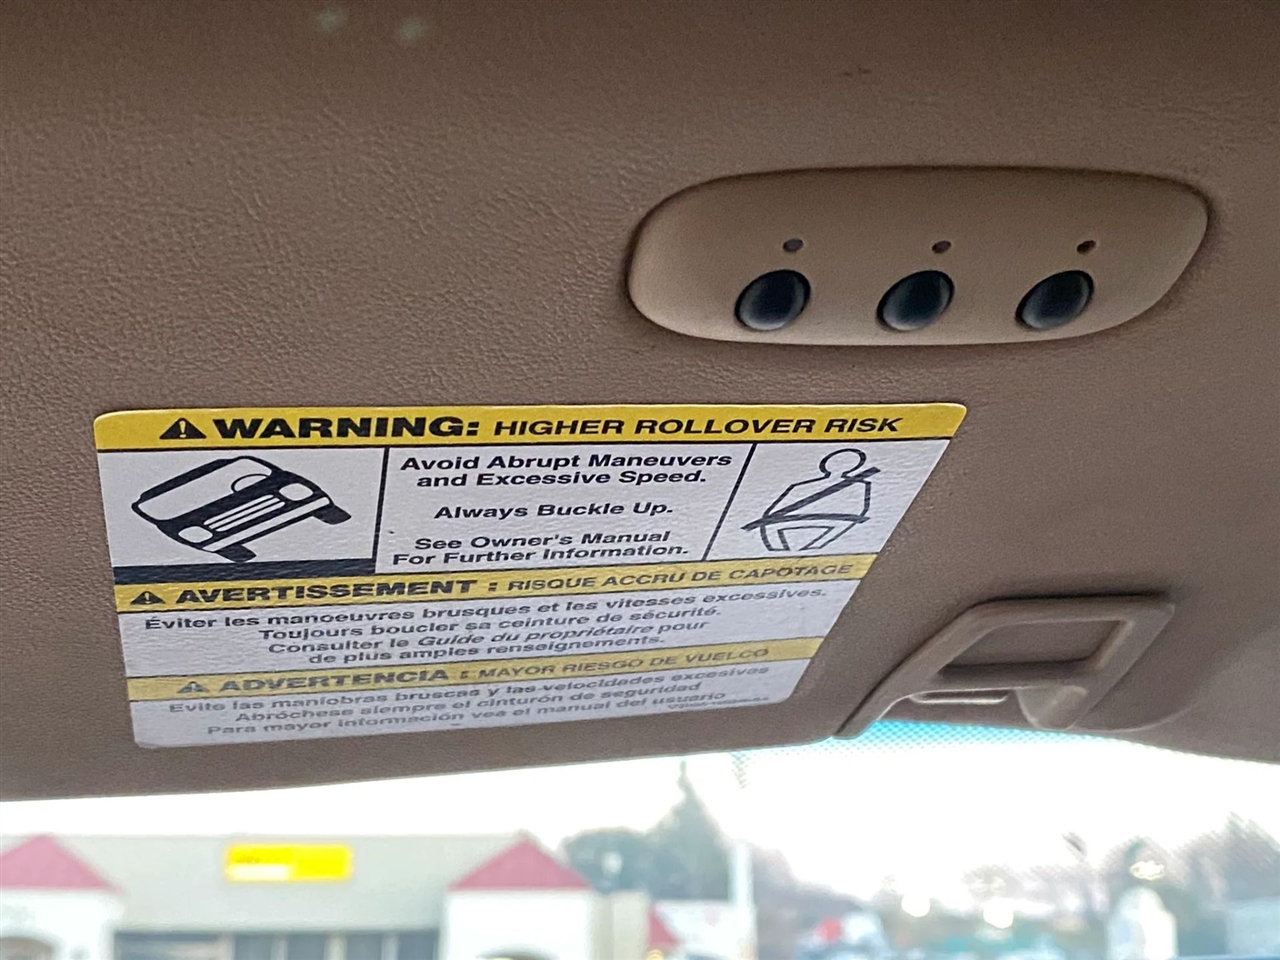 WARNING: HIGHER ROLLOVER RISK
Avoid Abrupt Maneuvers
and Excessive Speed.
Always Buckle Up.
See Owner's Manual
For Further Information.
AVERTISSEMENT : RISQUE ACCRU DE CAPOTAGE
Éviter les manoeuvres brusques et les vitesses excessives.
Toujours boucler sa ceinture de sécurité.
Consulter le Guide du propriétaire pour
de plus amples renseignements.
ADVERTENCIA : MAYOR RIESGO DE VUELCO
Evite las maniobras bruscas y las velocidades excesivas
Abróchese siempre el cinturón de seguridad
Para mayor información vea el manual del usuario